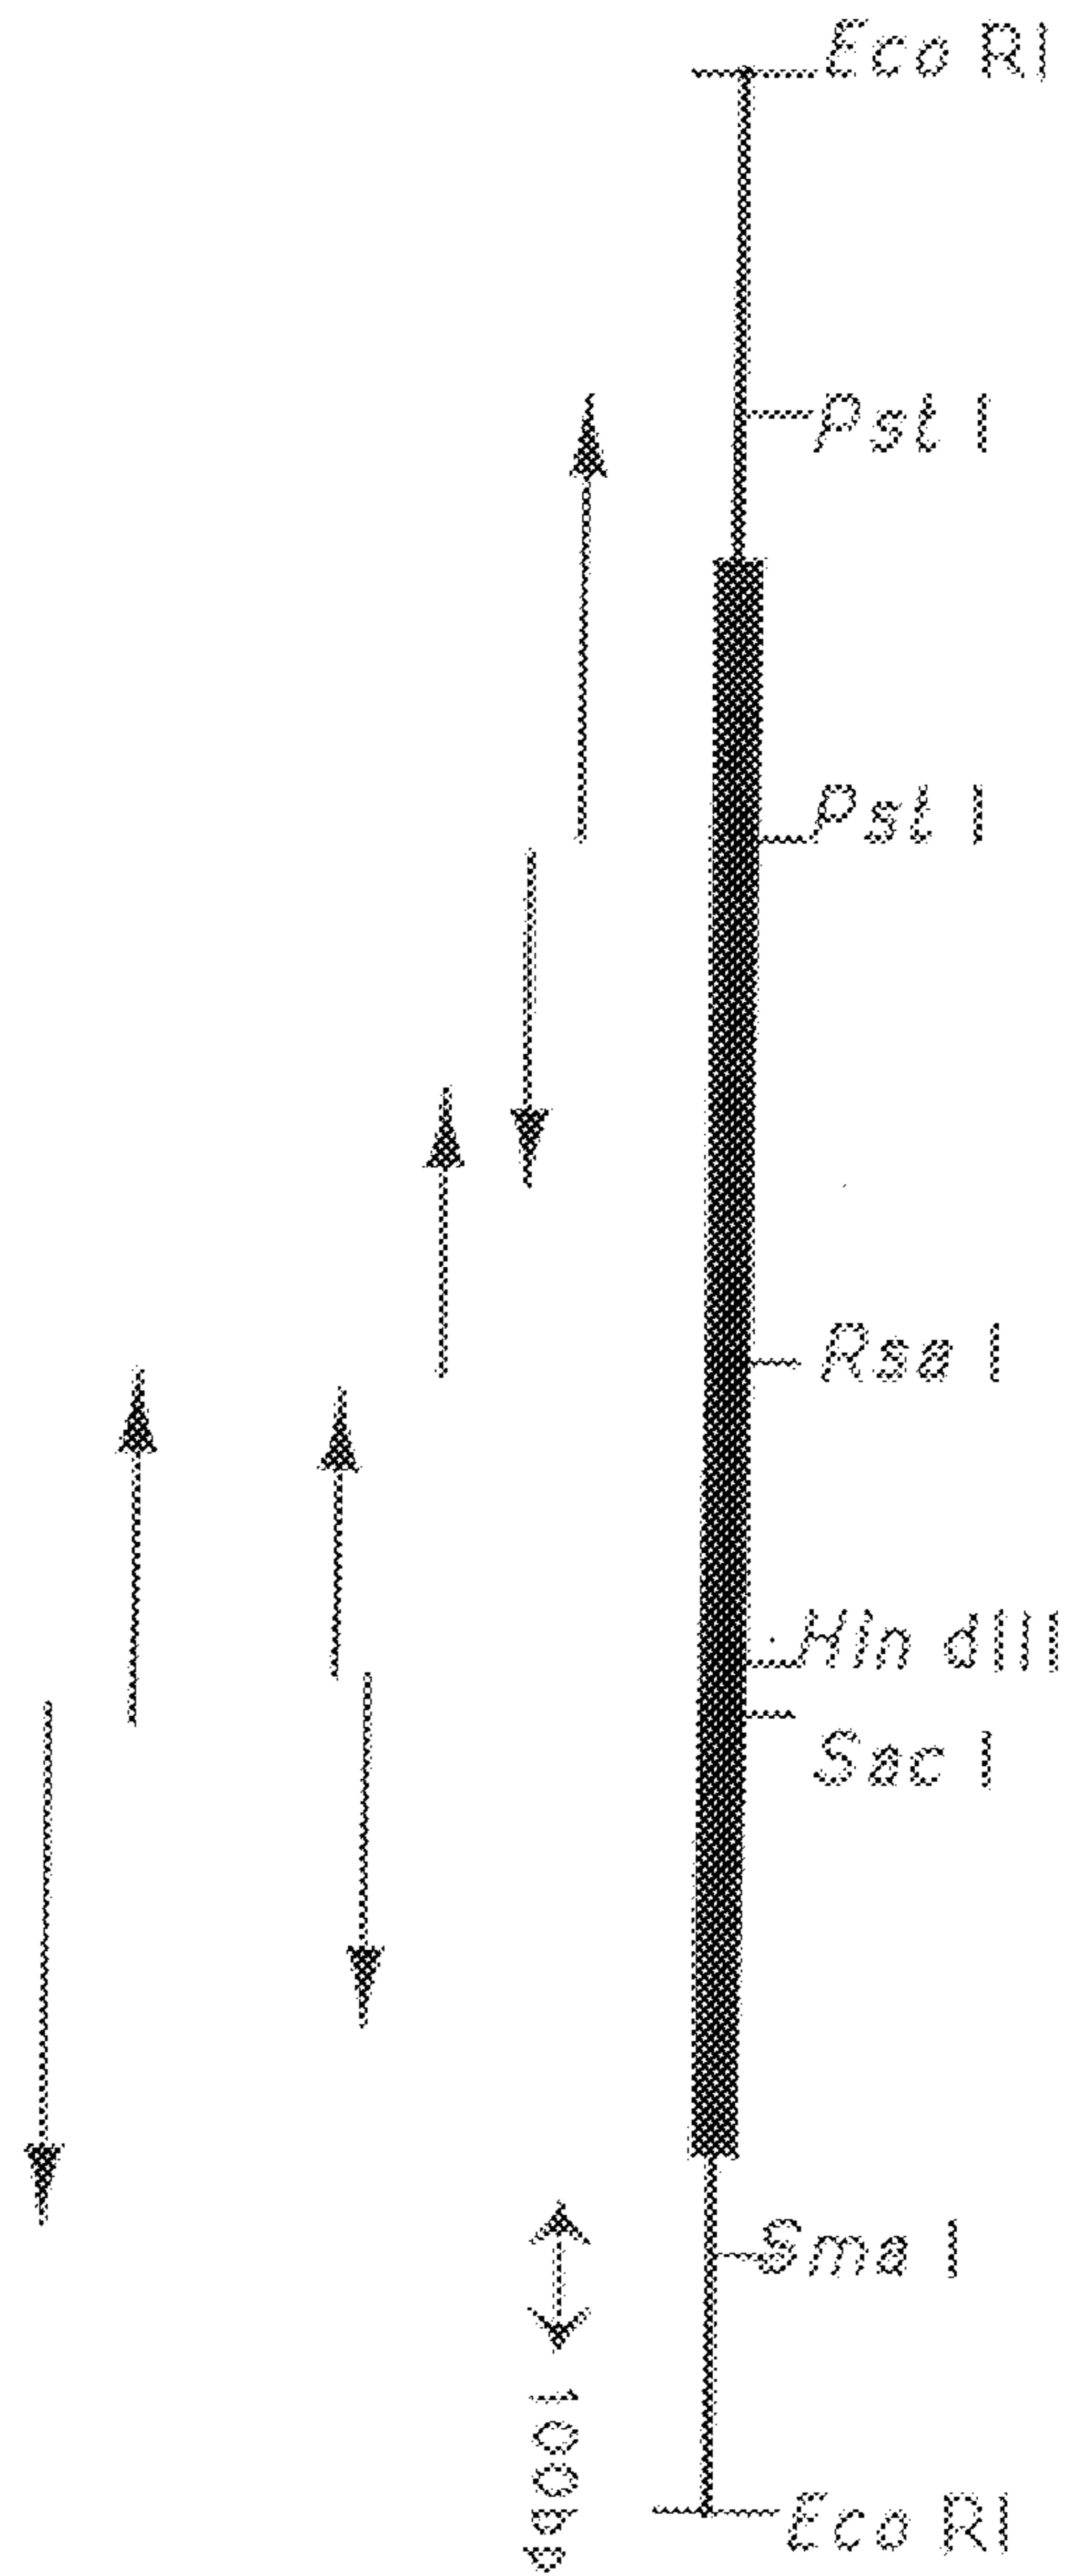 Eco RI
Pst I
Pst I
Rsa I
Hin dIII
Sac I
Sma I
Eco RI
100bp